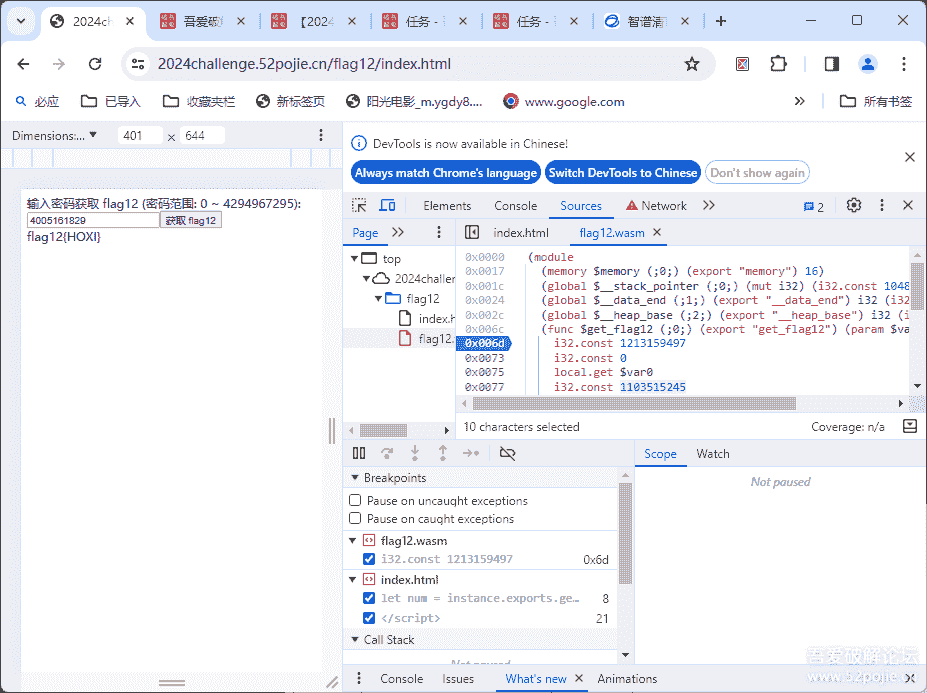 2024ch
吾爱破
【2024
任务 -
任务 -
智谱清
2024challenge.52pojie.cn/flag12/index.html
必应
已导入
收藏夹栏
新标签页
阳光电影_m.ygdy8....
www.google.com
所有书签
Dimensions:...
401 x 644
DevTools is now available in Chinese!
Always match Chrome's language
Switch DevTools to Chinese
Don't show again
Elements
Console
Sources
Network
2
输入密码获取 flag12 (密码范围: 0 ~ 4294967295):
4005161829
获取 flag12
flag12{HOXI}
Page
index.html
flag12.wasm
top
2024challen
flag12
index.h
flag12.
0x0000 (module
0x0017 (memory $memory (;0;) (export "memory") 16)
0x001c (global $__stack_pointer (;0;) (mut i32) (i32.const 1048
0x0024 (global $__data_end (;1;) (export "__data_end") i32 (i32
0x002c (global $__heap_base (;2;) (export "__heap_base") i32 (i
0x006c (func $get_flag12 (;0;) (export "get_flag12") (param $va
0x006d i32.const 1213159497
0x0073 i32.const 0
0x0075 local.get $var0
0x0077 i32.const 1103515245
10 characters selected
Coverage: n/a
Scope
Watch
Not paused
Breakpoints
Pause on uncaught exceptions
Pause on caught exceptions
flag12.wasm
i32.const 1213159497 0x6d
index.html
let num = instance.exports.ge… 8
</script> 21
Call Stack
Not paused
Console
Issues
What's new
Animations
吾爱破解论坛
www.52pojie.cn